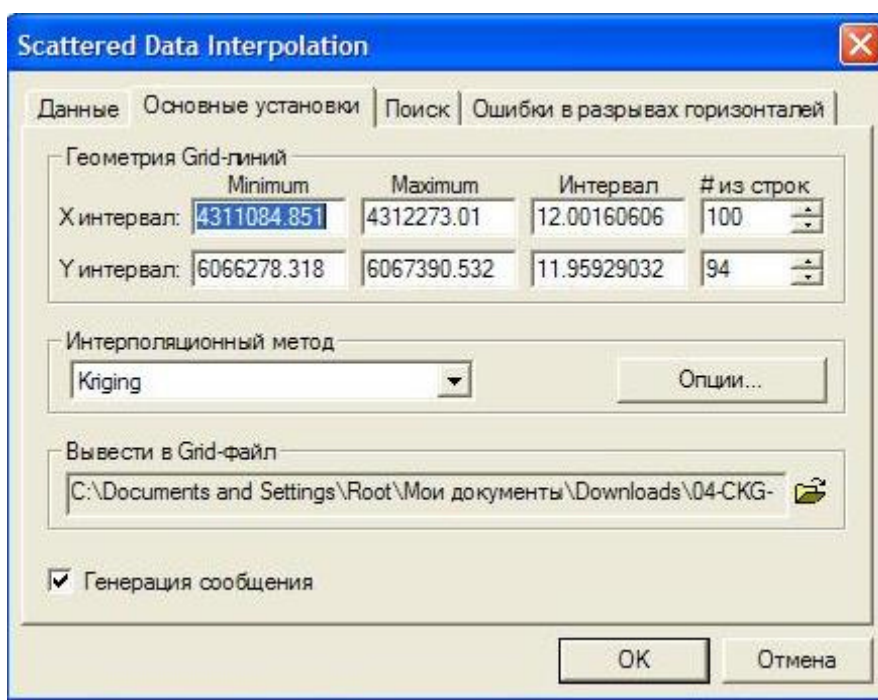 Scattered Data Interpolation
Данные Основные установки Поиск Ошибки в разрывах горизонталей
Геометрия Grid-линий
Minimum Maximum Интервал # из строк
X интервал: 4311084.851 4312273.01 12.00160606 100
Y интервал: 6066278.318 6067390.532 11.95929032 94
Интерполяционный метод
Kriging Опции...
Вывести в Grid-файл
C:\Documents and Settings\Root\Мои документы\Downloads\04-CKG-
Генерация сообщения
OK Отмена